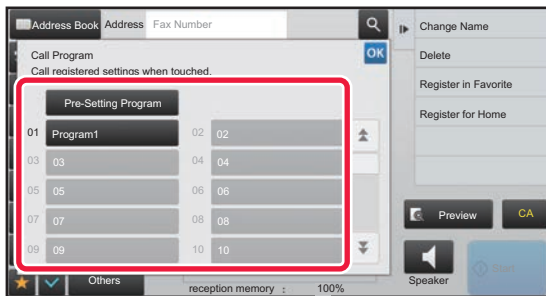 Address Book Address Fax Number
Change Name
Call Program
OK
Call registered settings when touched.
Delete
Register in Favorite
Pre-Setting Program
Register for Home
01 Program1 02 02
03 03 04 04
05 05 06 06
07 07 08 08
Preview CA
09 09 10 10
Start
Others
Speaker
reception memory : 100%